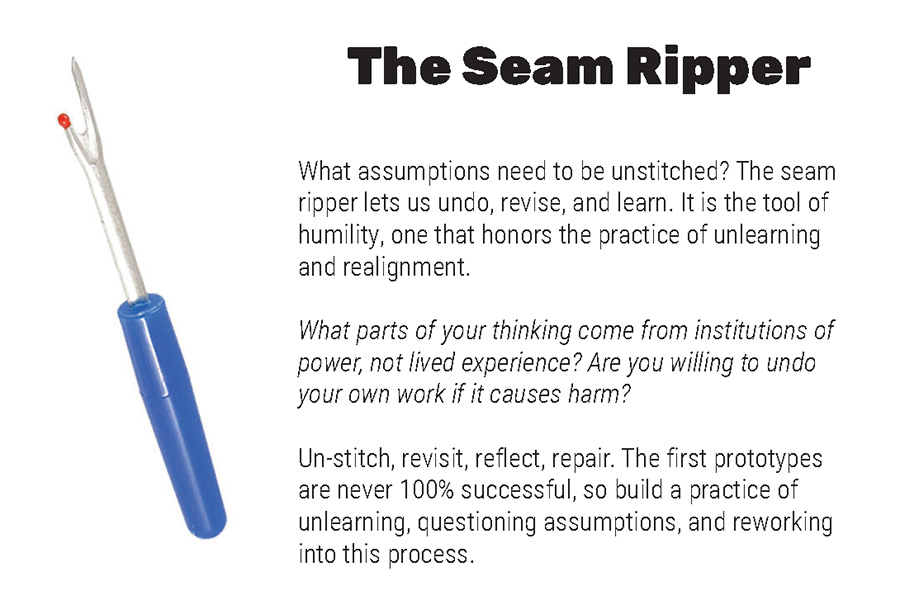 The Seam Ripper
What assumptions need to be unstitched? The seam
ripper lets us undo, revise, and learn. It is the tool of
humility, one that honors the practice of unlearning
and realignment.
What parts of your thinking come from institutions of
power, not lived experience? Are you willing to undo
your own work if it causes harm?
Un-stitch, revisit, reflect, repair. The first prototypes
are never 100% successful, so build a practice of
unlearning, questioning assumptions, and reworking
into this process.